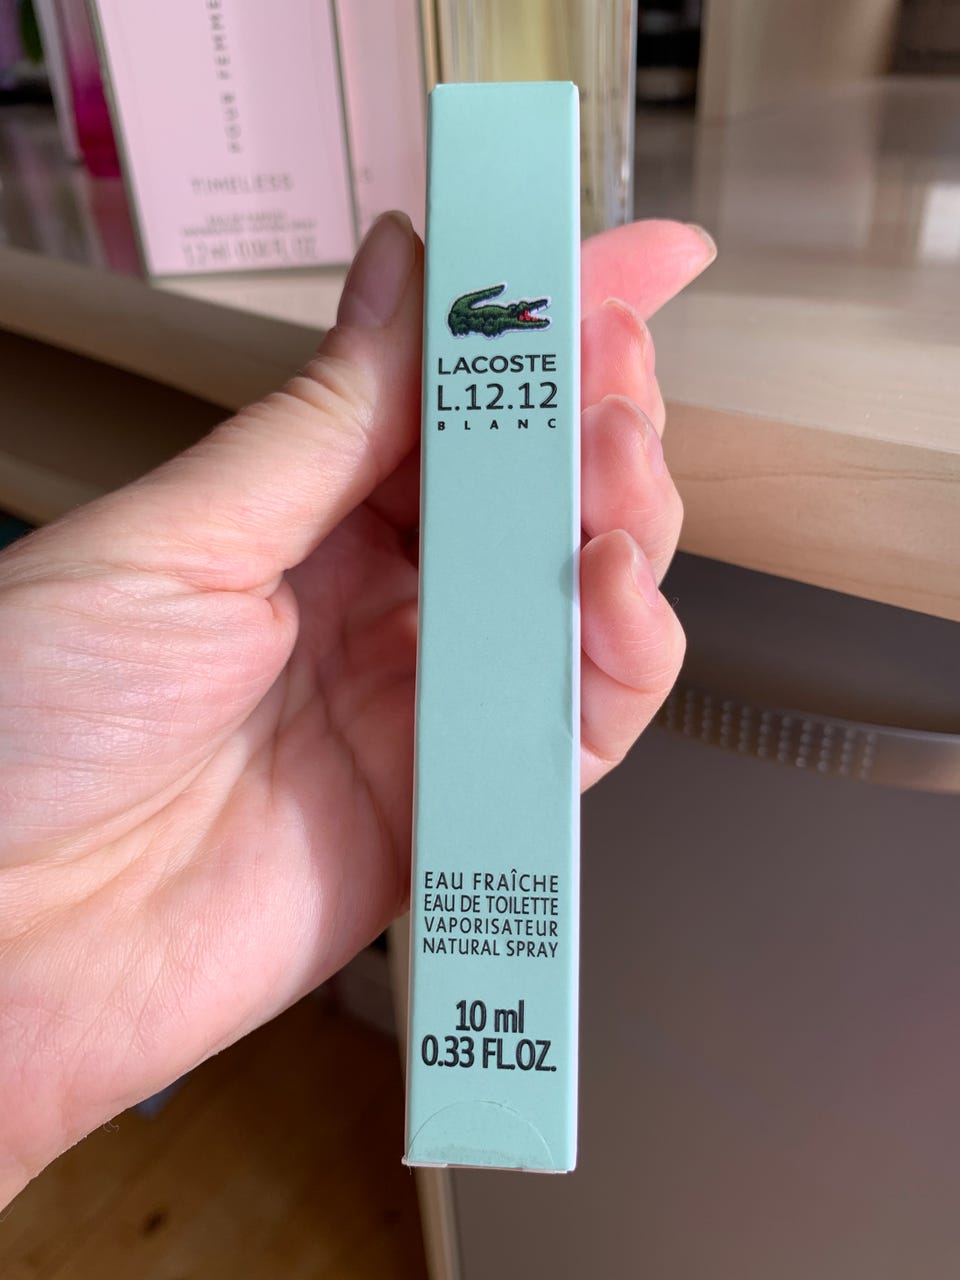 POUR FEMME
TIMELESS
LACOSTE
L.12.12
BLANC
EAU FRAÎCHE
EAU DE TOILETTE
VAPORISATEUR
NATURAL SPRAY
10 ml
0.33 FL.OZ.